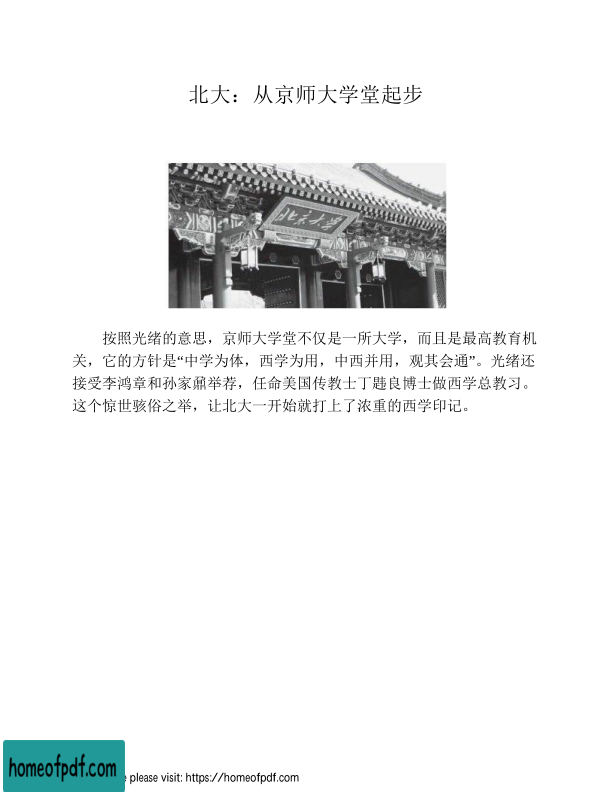 北大：从京师大学堂起步
北京大学
按照光绪的意思，京师大学堂不仅是一所大学，而且是最高教育机
关，它的方针是“中学为体，西学为用，中西并用，观其会通”。光绪还
接受李鸿章和孙家鼐举荐，任命美国传教士丁韪良博士做西学总教习。
这个惊世骇俗之举，让北大一开始就打上了浓重的西学印记。
homeofpdf.com
e please visit: https://homeofpdf.com